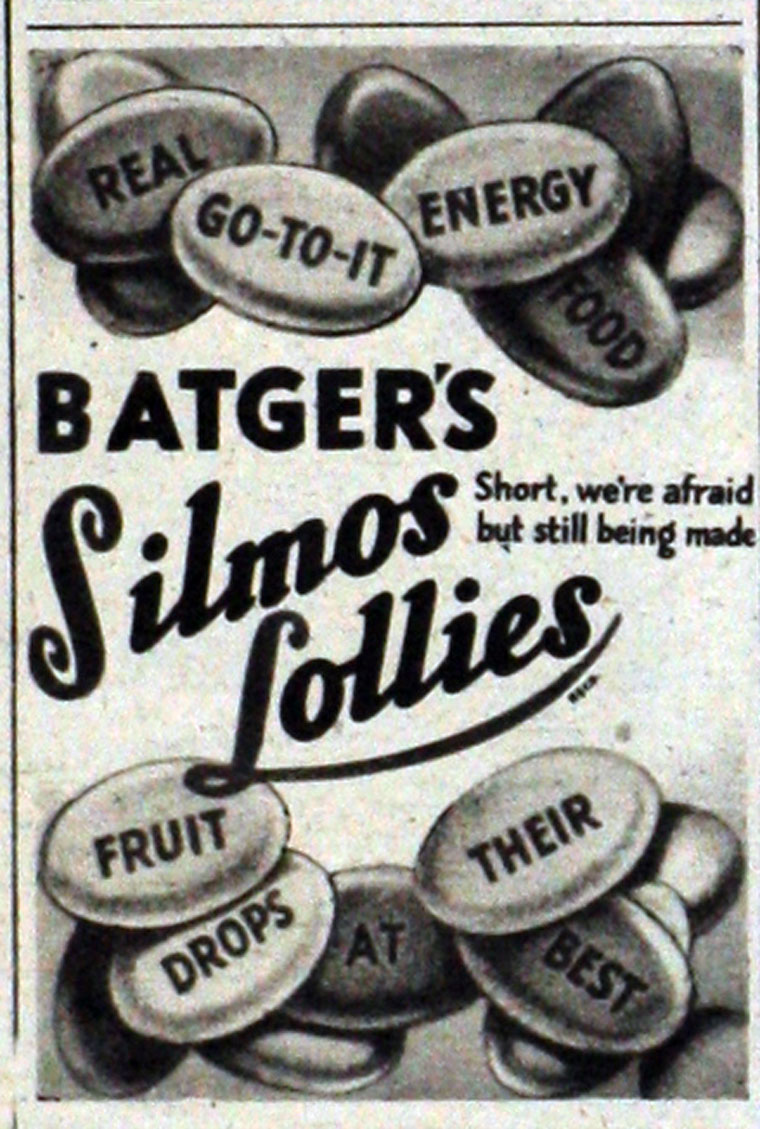 REAL
GO-TO-IT
ENERGY
FOOD
BATGER'S
Silmos
Short, we're afraid
but still being made
Lollies
FRUIT
DROPS
AT
THEIR
BEST